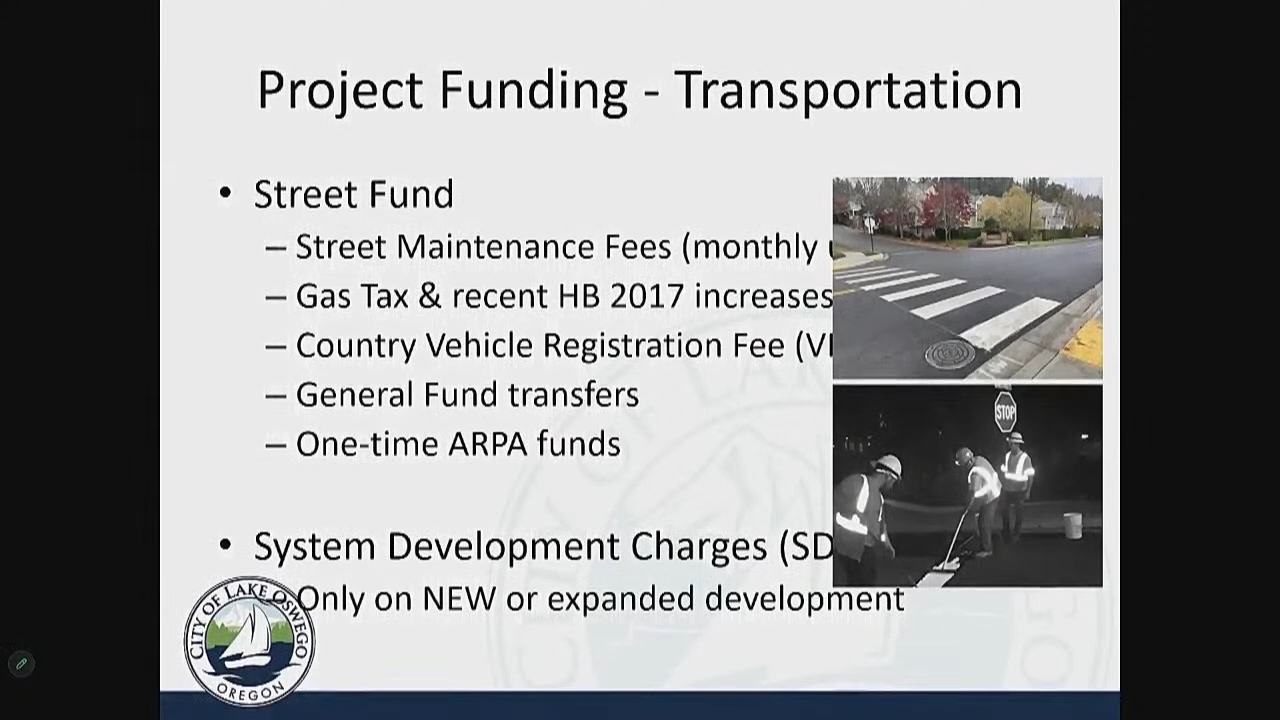 Project Funding - Transportation
• Street Fund
– Street Maintenance Fees (monthly
– Gas Tax & recent HB 2017 increases
– Country Vehicle Registration Fee (V
– General Fund transfers
– One-time ARPA funds
• System Development Charges (SD
Only on NEW or expanded development
STOP
CITY OF LAKE OSWEGO
OREGON